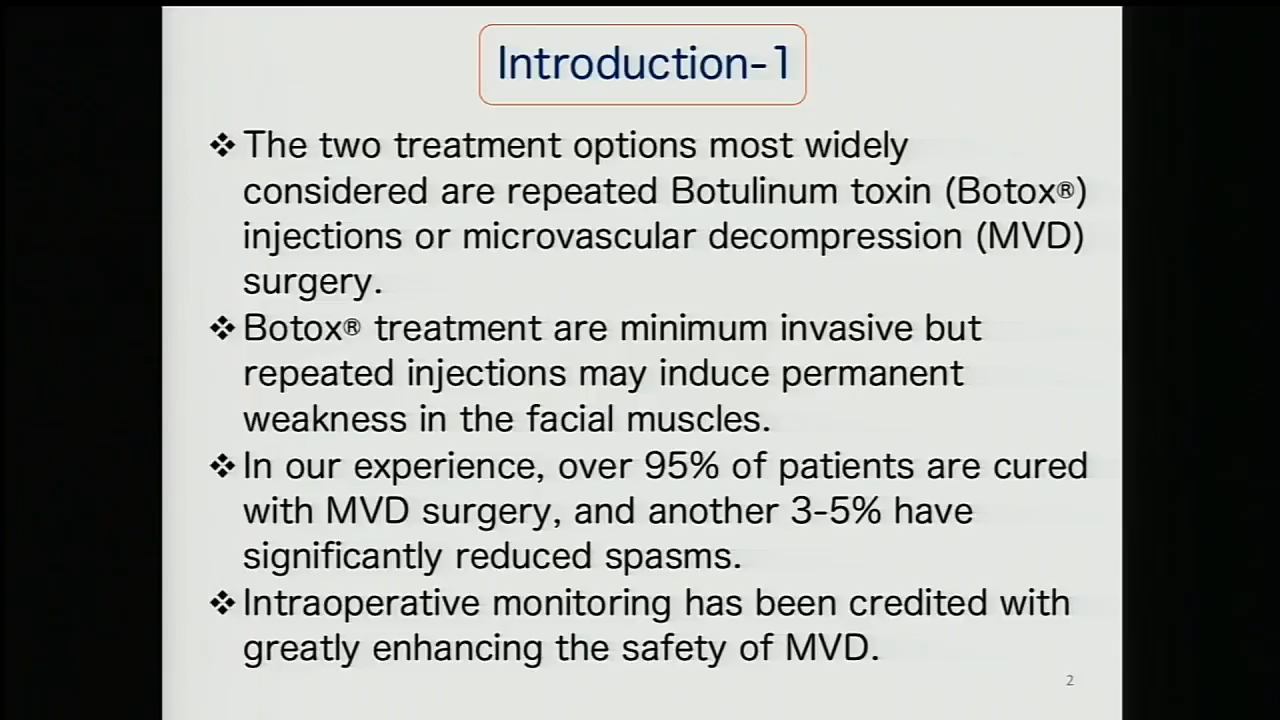 Introduction-1
❖The two treatment options most widely
considered are repeated Botulinum toxin (Botox®)
injections or microvascular decompression (MVD)
surgery.
❖Botox® treatment are minimum invasive but
repeated injections may induce permanent
weakness in the facial muscles.
❖In our experience, over 95% of patients are cured
with MVD surgery, and another 3-5% have
significantly reduced spasms.
❖Intraoperative monitoring has been credited with
greatly enhancing the safety of MVD.
2